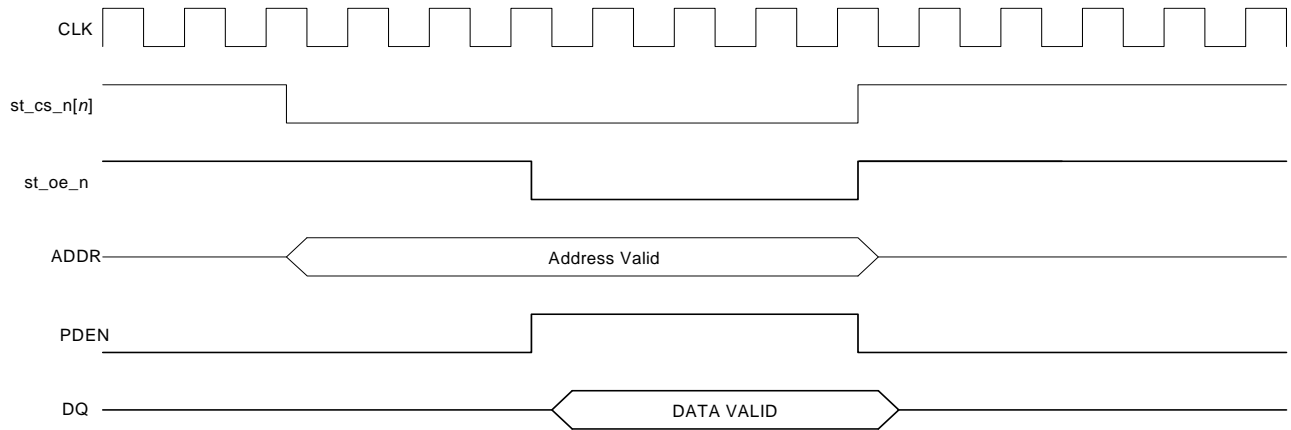 CLK
st_cs_n[n]
st_oe_n
ADDR
Address Valid
PDEN
DQ
DATA VALID